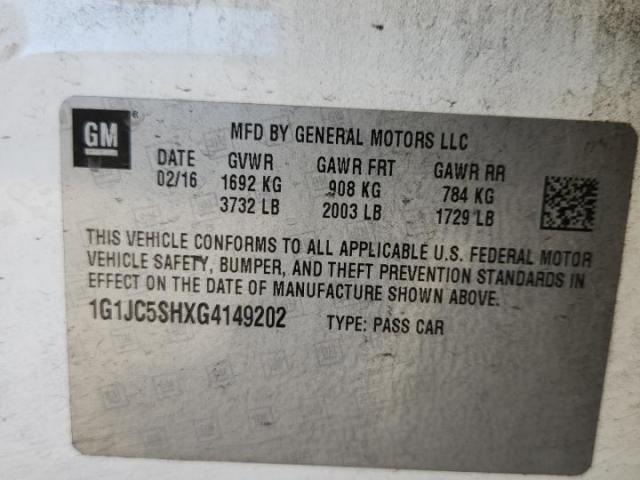 GM ®
MFD BY GENERAL MOTORS LLC
DATE GVWR GAWR FRT GAWR RR
02/16 1692 KG 908 KG 784 KG
3732 LB 2003 LB 1729 LB
THIS VEHICLE CONFORMS TO ALL APPLICABLE U.S. FEDERAL MOTOR
VEHICLE SAFETY, BUMPER, AND THEFT PREVENTION STANDARDS IN
EFFECT ON THE DATE OF MANUFACTURE SHOWN ABOVE.
1G1JC5SHXG4149202 TYPE: PASS CAR